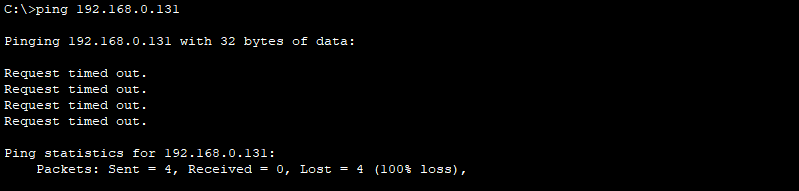 C:\>ping 192.168.0.131
Pinging 192.168.0.131 with 32 bytes of data:
Request timed out.
Request timed out.
Request timed out.
Request timed out.
Ping statistics for 192.168.0.131:
    Packets: Sent = 4, Received = 0, Lost = 4 (100% loss),